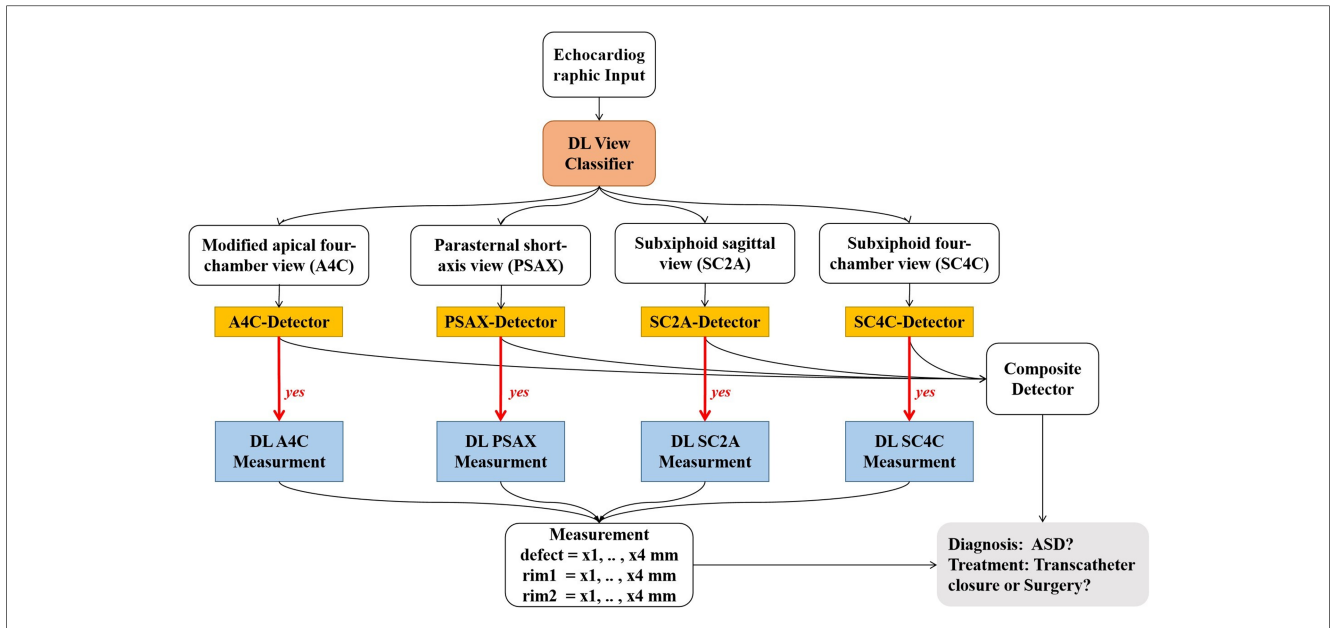 Echocardiog
raphic Input
DL View
Classifier
Modified apical four-
chamber view (A4C)
Parasternal short-
axis view (PSAX)
Subxiphoid sagittal
view (SC2A)
Subxiphoid four-
chamber view (SC4C)
A4C-Detector
PSAX-Detector
SC2A-Detector
SC4C-Detector
Composite
Detector
yes
yes
yes
yes
DL A4C
Measurment
DL PSAX
Measurment
DL SC2A
Measurment
DL SC4C
Measurment
Measurement
defect = x1, .. , x4 mm
rim1 = x1, .. , x4 mm
rim2 = x1, .. , x4 mm
Diagnosis: ASD?
Treatment: Transcatheter
closure or Surgery?